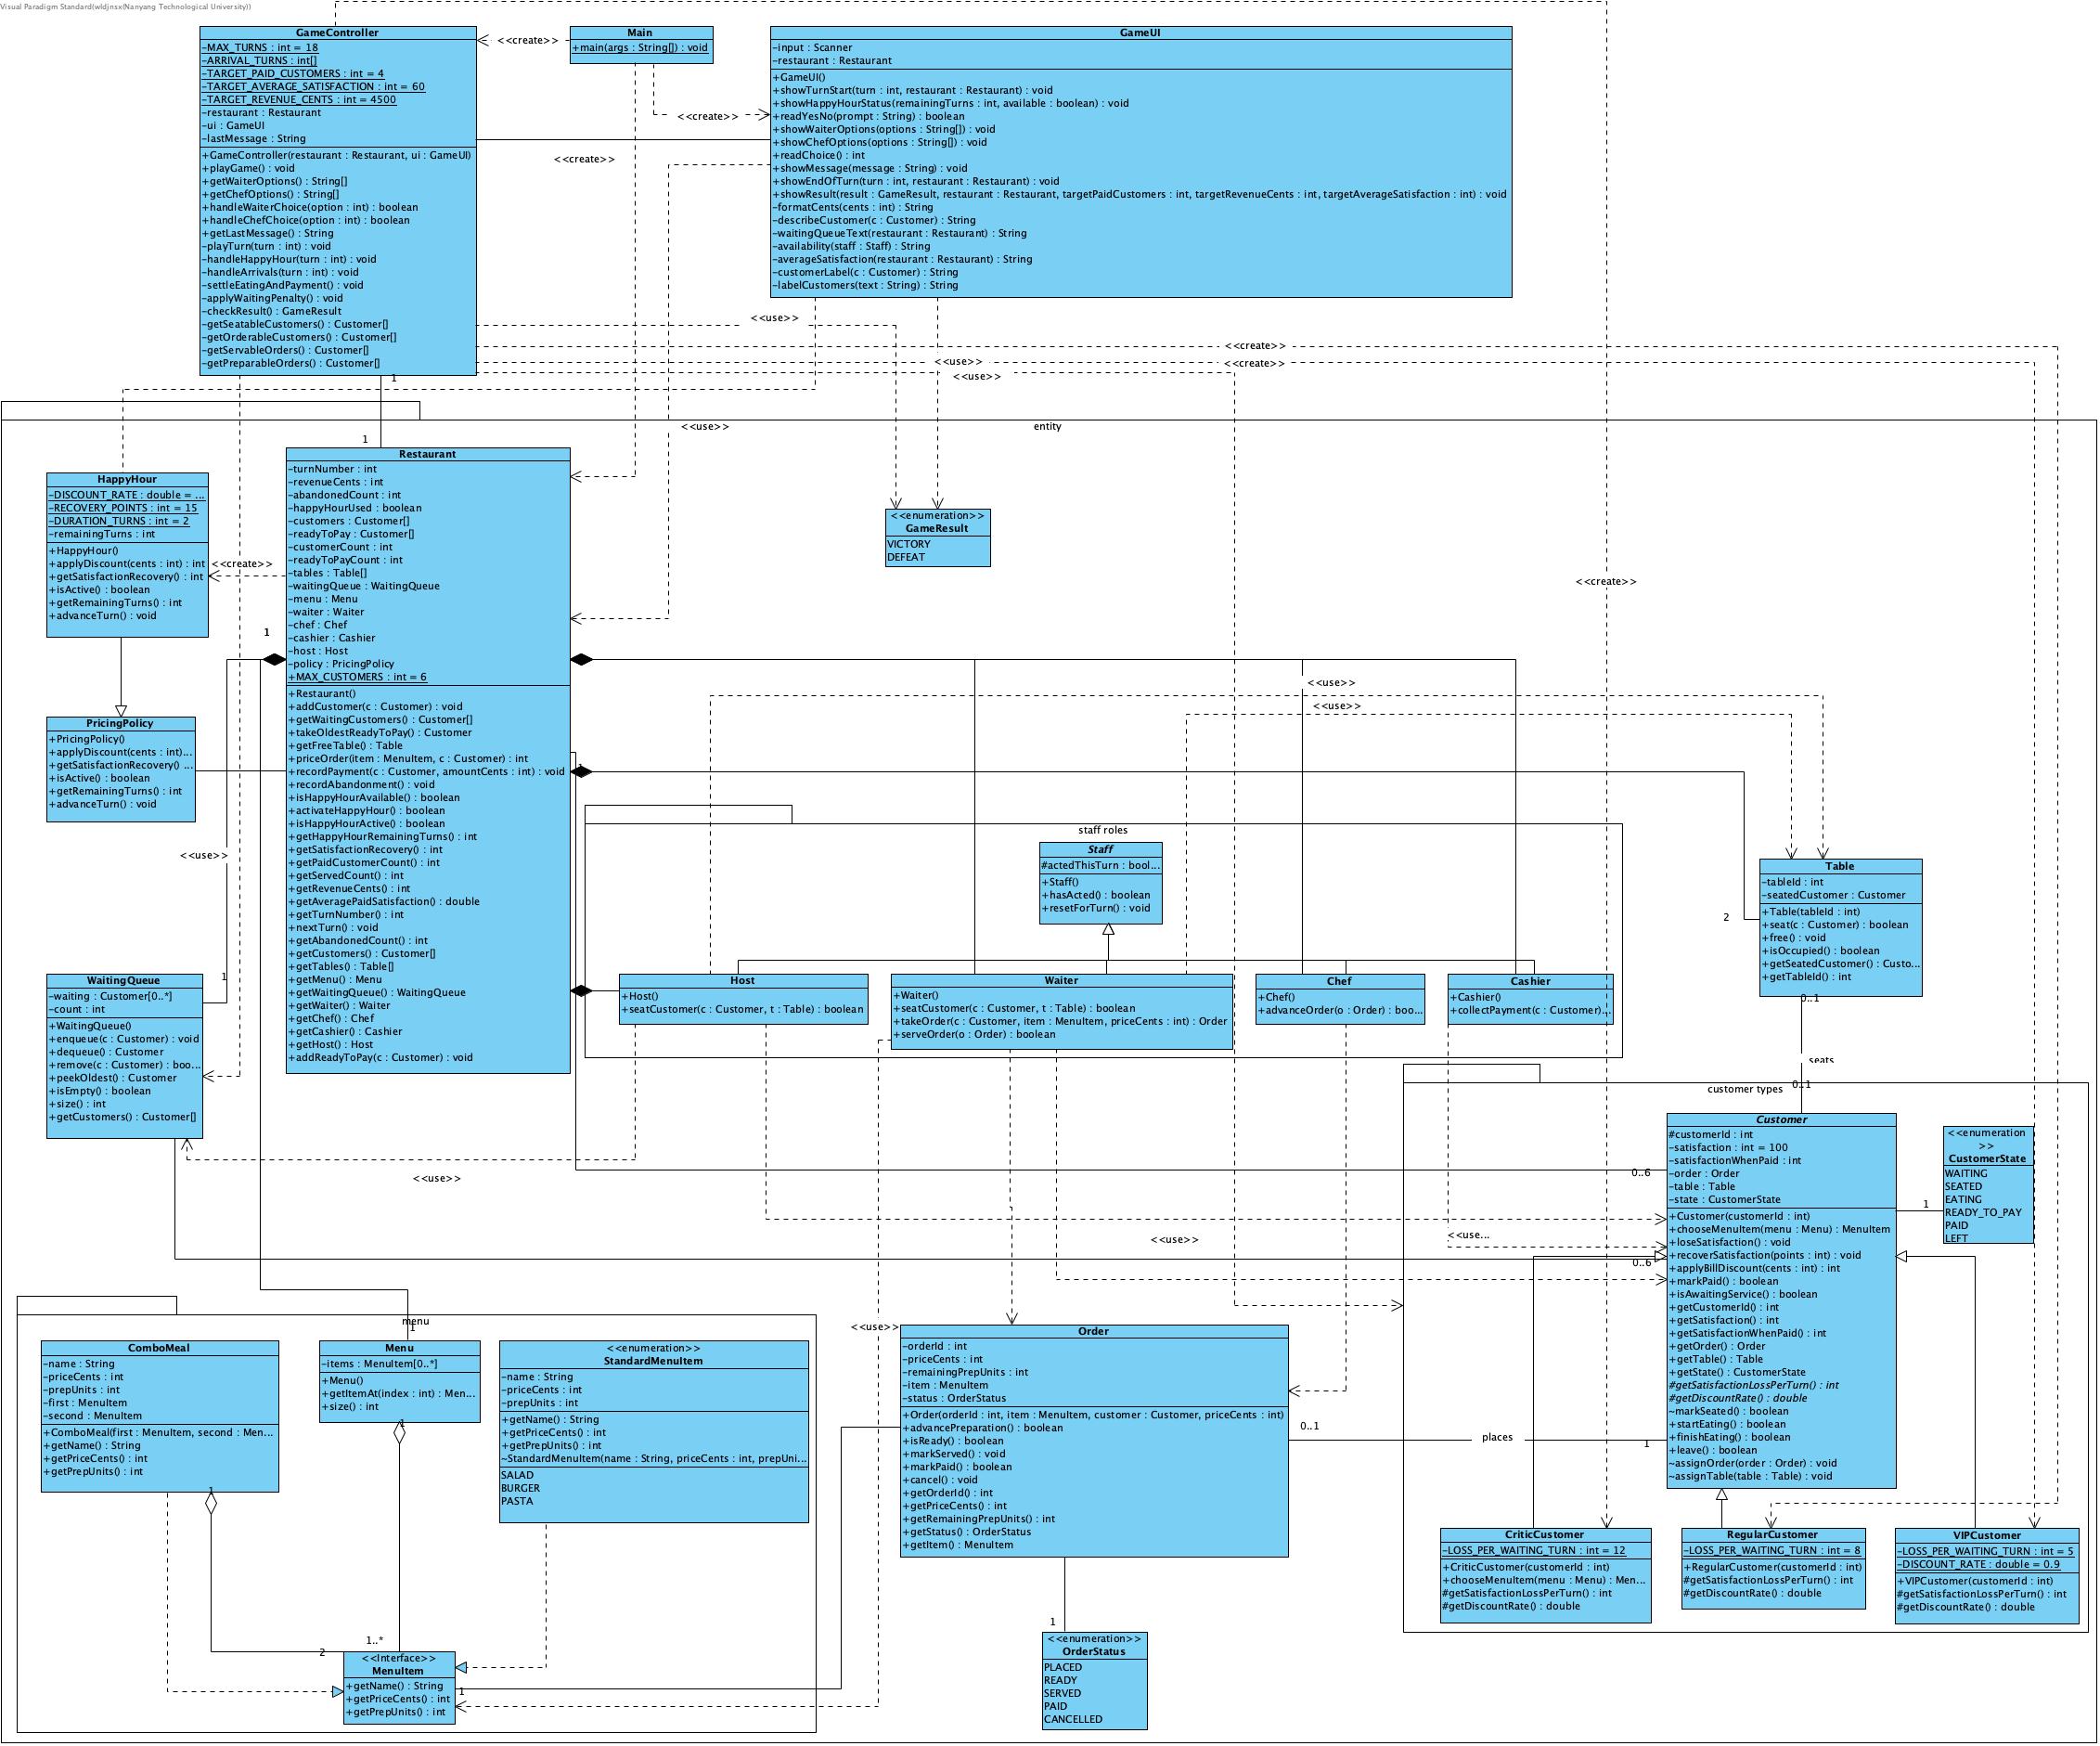 Visual Paradigm Standard(wldjnsx(Nanyang Technological University))
GameController
-MAX_TURNS : int = 18
-ARRIVAL_TURNS : int[]
-TARGET_PAID_CUSTOMERS : int = 4
-TARGET_AVERAGE_SATISFACTION : int = 60
-TARGET_REVENUE_CENTS : int = 4500
-restaurant : Restaurant
-ui : GameUI
-lastMessage : String
+GameController(restaurant : Restaurant, ui : GameUI)
+playGame() : void
+getWaiterOptions() : String[]
+getChefOptions() : String[]
+handleWaiterChoice(option : int) : boolean
+handleChefChoice(option : int) : boolean
+getLastMessage() : String
-playTurn(turn : int) : void
-handleHappyHour(turn : int) : void
-handleArrivals(turn : int) : void
-settleEatingAndPayment() : void
-applyWaitingPenalty() : void
-checkResult() : GameResult
-getSeatableCustomers() : Customer[]
-getOrderableCustomers() : Customer[]
-getServableOrders() : Customer[]
-getPreparableOrders() : Customer[]
<<create>>
Main
+main(args : String[]) : void
<<create>>
<<create>>
GameUI
-input : Scanner
-restaurant : Restaurant
+GameUI()
+showTurnStart(turn : int, restaurant : Restaurant) : void
+showHappyHourStatus(remainingTurns : int, available : boolean) : void
+readYesNo(prompt : String) : boolean
+showWaiterOptions(options : String[]) : void
+showChefOptions(options : String[]) : void
+readChoice() : int
+showMessage(message : String) : void
+showEndOfTurn(turn : int, restaurant : Restaurant) : void
+showResult(result : GameResult, restaurant : Restaurant, targetPaidCustomers : int, targetRevenueCents : int, targetAverageSatisfaction : int) : void
-formatCents(cents : int) : String
-describeCustomer(c : Customer) : String
-waitingQueueText(restaurant : Restaurant) : String
-availability(staff : Staff) : String
-averageSatisfaction(restaurant : Restaurant) : String
-customerLabel(c : Customer) : String
-labelCustomers(text : String) : String
<<use>>
<<create>>
<<use>>
<<create>>
<<use>>
1
1
<<use>>
entity
HappyHour
-DISCOUNT_RATE : double = ...
-RECOVERY_POINTS : int = 15
-DURATION_TURNS : int = 2
-remainingTurns : int
+HappyHour()
+applyDiscount(cents : int) : int
+getSatisfactionRecovery() : int
+isActive() : boolean
+getRemainingTurns() : int
+advanceTurn() : void
<<create>>
Restaurant
-turnNumber : int
-revenueCents : int
-abandonedCount : int
-happyHourUsed : boolean
-customers : Customer[]
-readyToPay : Customer[]
-customerCount : int
-readyToPayCount : int
-tables : Table[]
-waitingQueue : WaitingQueue
-menu : Menu
-waiter : Waiter
-chef : Chef
-cashier : Cashier
-host : Host
-policy : PricingPolicy
+MAX_CUSTOMERS : int = 6
+Restaurant()
+addCustomer(c : Customer) : void
+getWaitingCustomers() : Customer[]
+takeOldestReadyToPay() : Customer
+getFreeTable() : Table
+priceOrder(item : MenuItem, c : Customer) : int
+recordPayment(c : Customer, amountCents : int) : void
+recordAbandonment() : void
+isHappyHourAvailable() : boolean
+activateHappyHour() : boolean
+isHappyHourActive() : boolean
+getHappyHourRemainingTurns() : int
+getSatisfactionRecovery() : int
+getPaidCustomerCount() : int
+getServedCount() : int
+getRevenueCents() : int
+getAveragePaidSatisfaction() : double
+getTurnNumber() : int
+nextTurn() : void
+getAbandonedCount() : int
+getCustomers() : Customer[]
+getTables() : Table[]
+getMenu() : Menu
+getWaitingQueue() : WaitingQueue
+getWaiter() : Waiter
+getChef() : Chef
+getCashier() : Cashier
+getHost() : Host
+addReadyToPay(c : Customer) : void
<<enumeration>>
GameResult
VICTORY
DEFEAT
<<create>>
1
<<use>>
<<use>>
PricingPolicy
+PricingPolicy()
+applyDiscount(cents : int)...
+getSatisfactionRecovery ...
+isActive() : boolean
+getRemainingTurns() : int
+advanceTurn() : void
<<use>>
staff roles
Staff
#actedThisTurn : bool...
+Staff()
+hasActed() : boolean
+resetForTurn() : void
Table
-tableId : int
-seatedCustomer : Customer
+Table(tableId : int)
+seat(c : Customer) : boolean
+free() : void
+isOccupied() : boolean
+getSeatedCustomer() : Custo...
+getTableId() : int
2
0..1
WaitingQueue
-waiting : Customer[0..*]
-count : int
+WaitingQueue()
+enqueue(c : Customer) : void
+dequeue() : Customer
+remove(c : Customer) : boo...
+peekOldest() : Customer
+isEmpty() : boolean
+size() : int
+getCustomers() : Customer[]
1
Host
+Host()
+seatCustomer(c : Customer, t : Table) : boolean
Waiter
+Waiter()
+seatCustomer(c : Customer, t : Table) : boolean
+takeOrder(c : Customer, item : MenuItem, priceCents : int) : Order
+serveOrder(o : Order) : boolean
Chef
+Chef()
+advanceOrder(o : Order) : boo...
Cashier
+Cashier()
+collectPayment(c : Customer)...
seats
0..1
customer types
<<use>>
0..6
<<use>>
<<use...
0..6
Customer
#customerId : int
-satisfaction : int = 100
-satisfactionWhenPaid : int
-order : Order
-table : Table
-state : CustomerState
+Customer(customerId : int)
+chooseMenuItem(menu : Menu) : MenuItem
+loseSatisfaction() : void
+recoverSatisfaction(points : int) : void
+applyBillDiscount(cents : int) : int
+markPaid() : boolean
+isAwaitingService() : boolean
+getCustomerId() : int
+getSatisfaction() : int
+getSatisfactionWhenPaid() : int
+getOrder() : Order
+getTable() : Table
+getState() : CustomerState
#getSatisfactionLossPerTurn() : int
#getDiscountRate() : double
~markSeated() : boolean
+startEating() : boolean
+finishEating() : boolean
+leave() : boolean
~assignOrder(order : Order) : void
~assignTable(table : Table) : void
1
<<enumeration
>>
CustomerState
WAITING
SEATED
EATING
READY_TO_PAY
PAID
LEFT
menu
1
ComboMeal
-name : String
-priceCents : int
-prepUnits : int
-first : MenuItem
-second : MenuItem
+ComboMeal(first : MenuItem, second : Men...
+getName() : String
+getPriceCents() : int
+getPrepUnits() : int
1
Menu
-items : MenuItem[0..*]
+Menu()
+getItemAt(index : int) : Men...
+size() : int
1
<<enumeration>>
StandardMenuItem
-name : String
-priceCents : int
-prepUnits : int
+getName() : String
+getPriceCents() : int
+getPrepUnits() : int
~StandardMenuItem(name : String, priceCents : int, prepUni...
SALAD
BURGER
PASTA
<<use>>
Order
-orderId : int
-priceCents : int
-remainingPrepUnits : int
-item : MenuItem
-status : OrderStatus
+Order(orderId : int, item : MenuItem, customer : Customer, priceCents : int)
+advancePreparation() : boolean
+isReady() : boolean
+markServed() : void
+markPaid() : boolean
+cancel() : void
+getOrderId() : int
+getPriceCents() : int
+getRemainingPrepUnits() : int
+getStatus() : OrderStatus
+getItem() : MenuItem
0..1
places
1
CriticCustomer
-LOSS_PER_WAITING_TURN : int = 12
+CriticCustomer(customerId : int)
+chooseMenuItem(menu : Menu) : Men...
#getSatisfactionLossPerTurn() : int
#getDiscountRate() : double
RegularCustomer
-LOSS_PER_WAITING_TURN : int = 8
+RegularCustomer(customerId : int)
#getSatisfactionLossPerTurn() : int
#getDiscountRate() : double
VIPCustomer
-LOSS_PER_WAITING_TURN : int = 5
-DISCOUNT_RATE : double = 0.9
+VIPCustomer(customerId : int)
#getSatisfactionLossPerTurn() : int
#getDiscountRate() : double
1..*
2
<<Interface>>
MenuItem
+getName() : String
+getPriceCents() : int
+getPrepUnits() : int
1
1
<<enumeration>>
OrderStatus
PLACED
READY
SERVED
PAID
CANCELLED